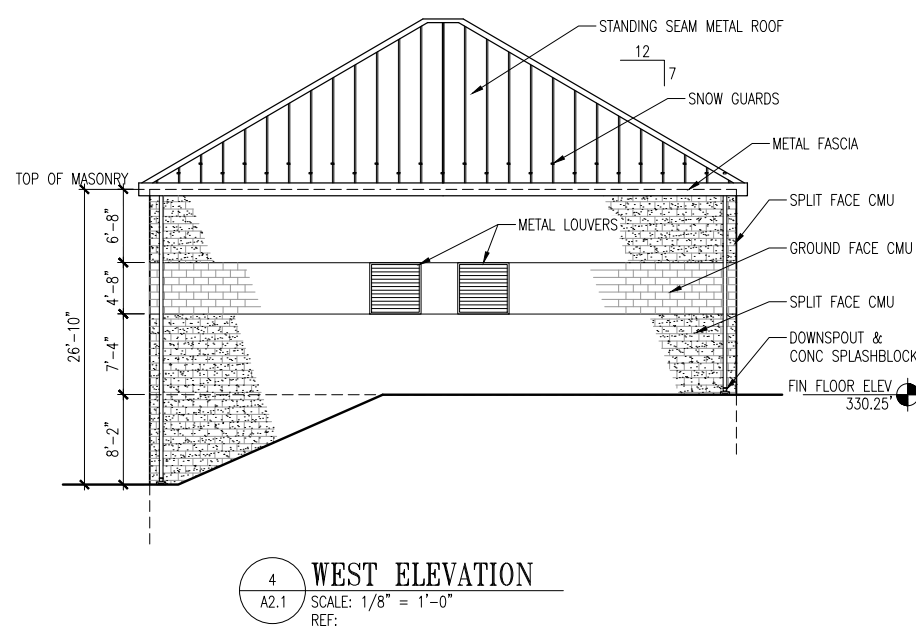 STANDING SEAM METAL ROOF
12
7
SNOW GUARDS
METAL FASCIA
TOP OF MASONRY
SPLIT FACE CMU
6'-8"
METAL LOUVERS
GROUND FACE CMU
4'-8"
SPLIT FACE CMU
26'-10"
7'-4"
DOWNSPOUT &
CONC SPLASHBLOCK
FIN FLOOR ELEV
330.25'
8'-2"
4
A2.1
WEST ELEVATION
SCALE: 1/8" = 1'-0"
REF: